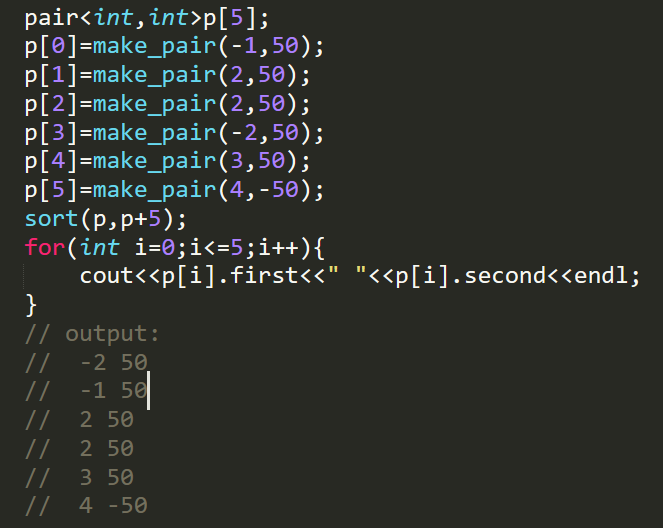 pair<int,int>p[5];
p[0]=make_pair(-1,50);
p[1]=make_pair(2,50);
p[2]=make_pair(2,50);
p[3]=make_pair(-2,50);
p[4]=make_pair(3,50);
p[5]=make_pair(4,-50);
sort(p,p+5);
for(int i=0;i<=5;i++){
    cout<<p[i].first<<" "<<p[i].second<<endl;
}
// output:
//  -2 50
//  -1 50
//  2 50
//  2 50
//  3 50
//  4 -50